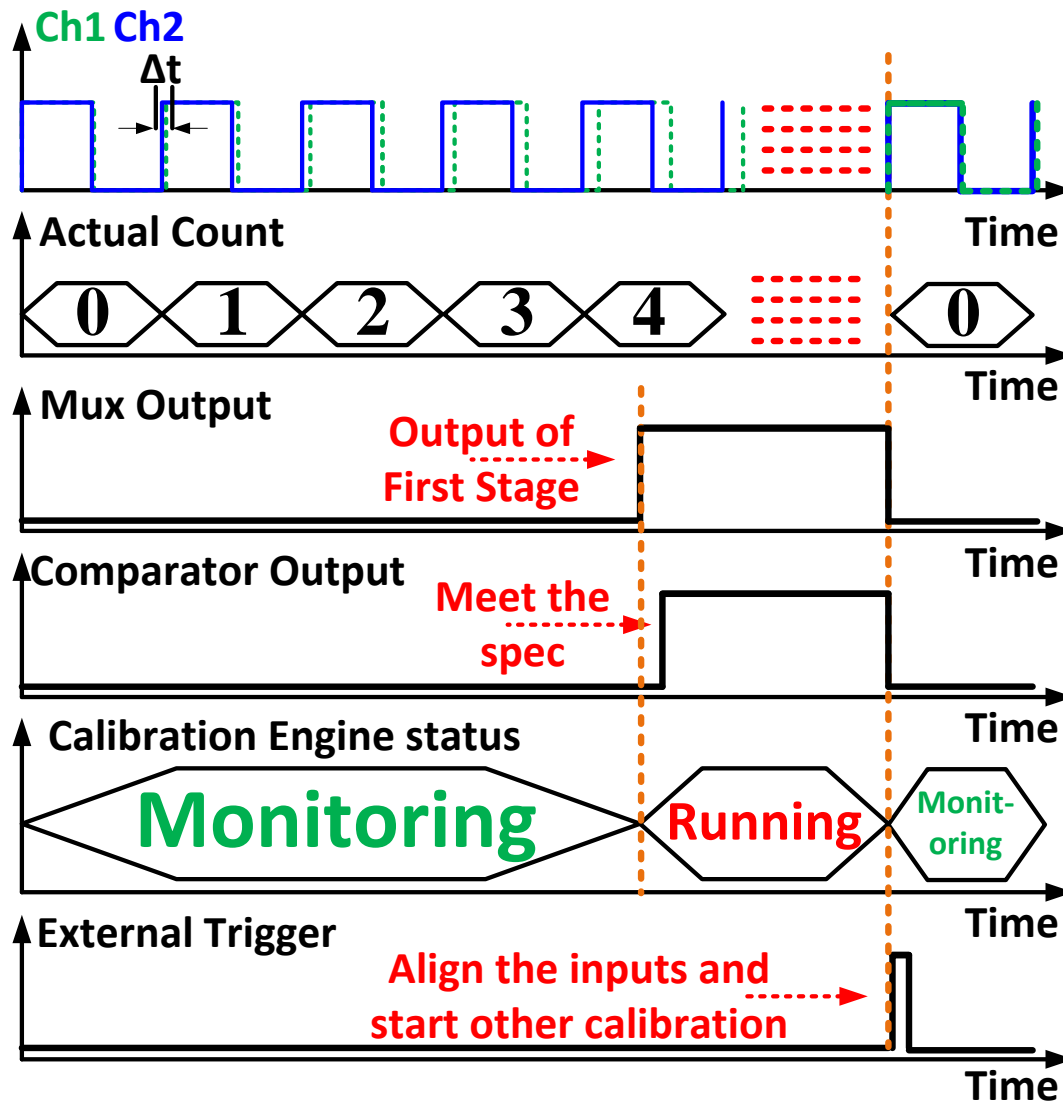 Ch1 Ch2
Δt
Time
Actual Count
0 1 2 3 4 0
Time
Mux Output
Output of
First Stage
Time
Comparator Output
Meet the
spec
Time
Calibration Engine status
Monitoring
Running
Monit-
oring
Time
External Trigger
Align the inputs and
start other calibration
Time